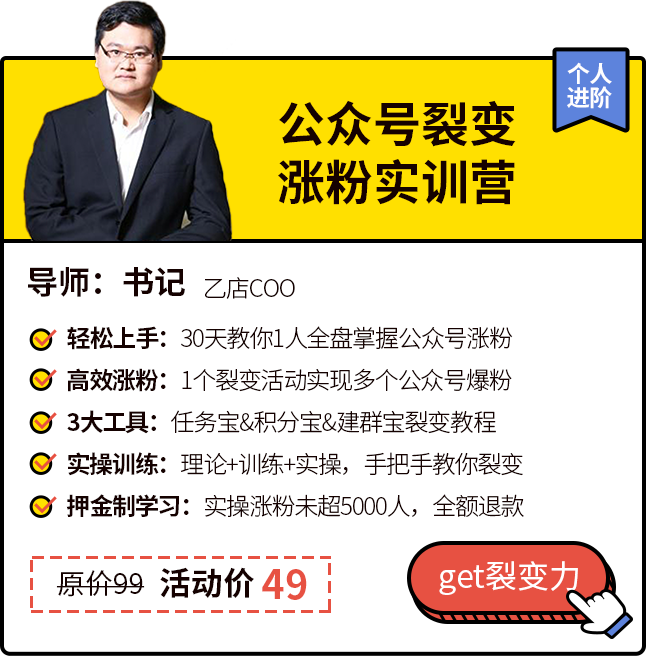 个人
进阶
公众号裂变
涨粉实训营
导师：书记 乙店COO
轻松上手：30天教你1人全盘掌握公众号涨粉
高效涨粉：1个裂变活动实现多个公众号爆粉
3大工具：任务宝&积分宝&建群宝裂变教程
实操训练：理论+训练+实操，手把手教你裂变
押金制学习：实操涨粉未超5000人，全额退款
原价99 活动价 49
get裂变力